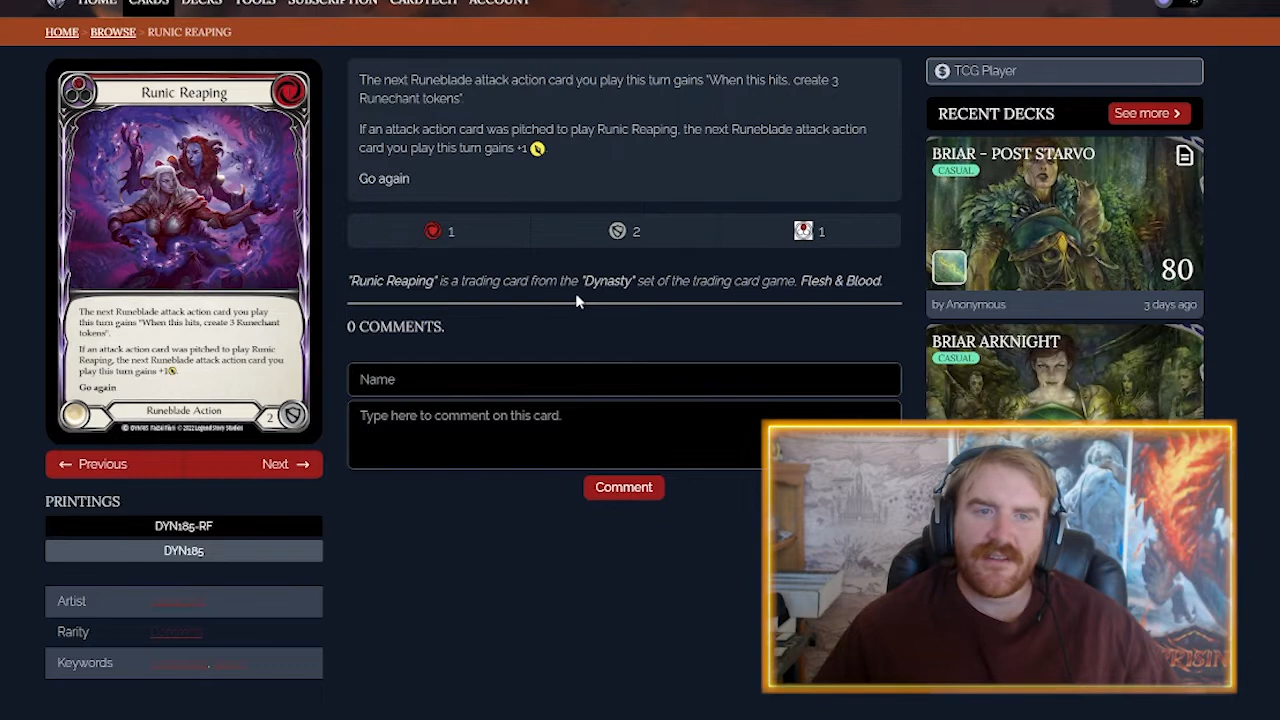 HOME CARDS DECKS TOOLS SUBSCRIPTION CARDTECH ACCOUNT
HOME > BROWSE > RUNIC REAPING
Runic Reaping
The next Runeblade attack action card you play
this turn gains "When this hits, create 3 Runechant
tokens".
If an attack action card was pitched to play Runic
Reaping, the next Runeblade attack action card you
play this turn gains +1
Go again
Runeblade Action
2
← Previous
Next →
PRINTINGS
DYN185-RF
DYN185
Artist
Rarity
Keywords
The next Runeblade attack action card you play this turn gains "When this hits, create 3
Runechant tokens".
If an attack action card was pitched to play Runic Reaping, the next Runeblade attack action
card you play this turn gains +1
Go again
1
2
1
"Runic Reaping" is a trading card from the "Dynasty" set of the trading card game, Flesh & Blood.
0 COMMENTS.
Name
Type here to comment on this card.
Comment
TCG Player
RECENT DECKS
See more >
BRIAR - POST STARVO
CASUAL
80
by Anonymous
3 days ago
BRIAR ARKNIGHT
CASUAL